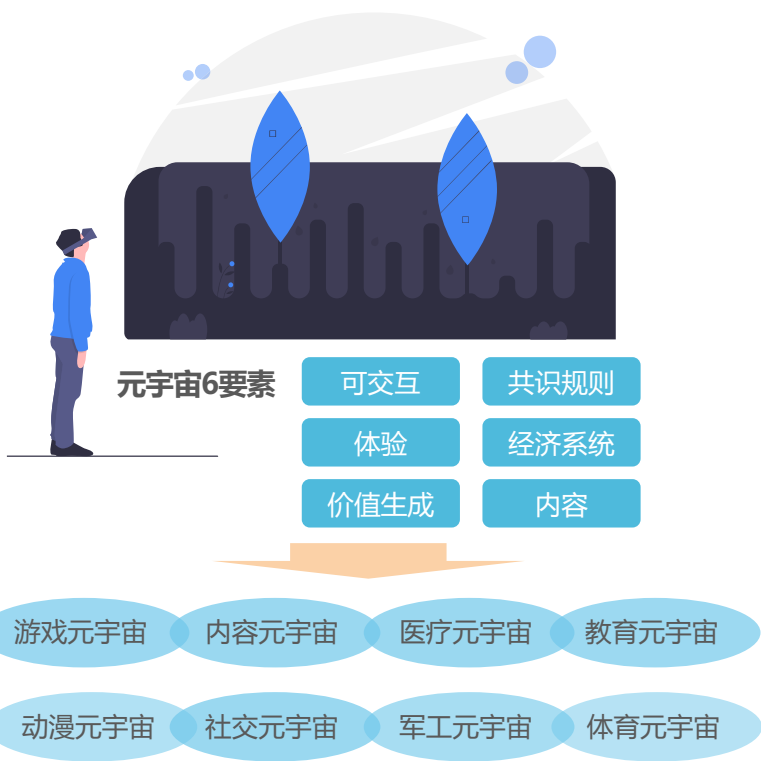 元宇宙6要素
可交互 共识规则
体验 经济系统
价值生成 内容
游戏元宇宙 内容元宇宙 医疗元宇宙 教育元宇宙
动漫元宇宙 社交元宇宙 军工元宇宙 体育元宇宙